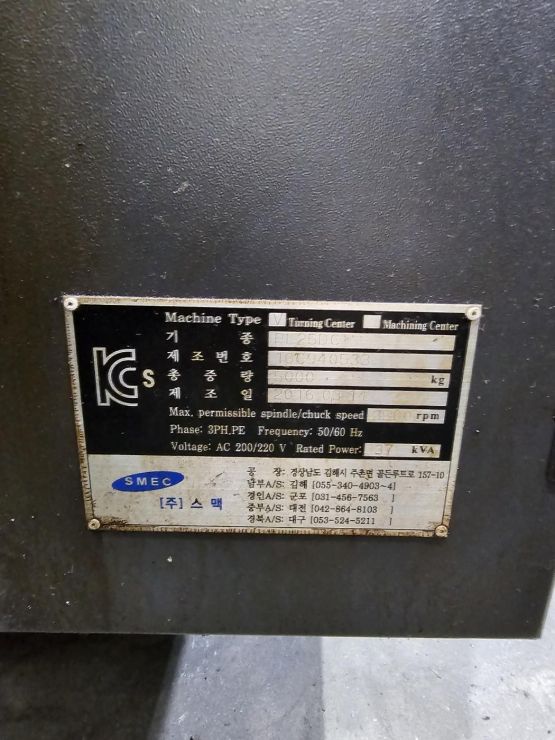 Machine Type V Turning Center Machining Center
기 종
제조번호
총 중 량 5000 kg
제 조 일 2016.03.
Max. permissible spindle/chuck speed rpm
Phase: 3PH.PE Frequency: 50/60 Hz
Voltage: AC 200/220 V Rated Power: 37 kVA
KCs
SMEC
[주] 스 맥
공 장: 경상남도 김해시 주촌면 골든루트로 157-10
남부A/S: 김해 [055-340-4903~4]
경인A/S: 군포 [031-456-7563 ]
중부A/S: 대전 [042-864-8103 ]
경북A/S: 대구 [053-524-5211 ]